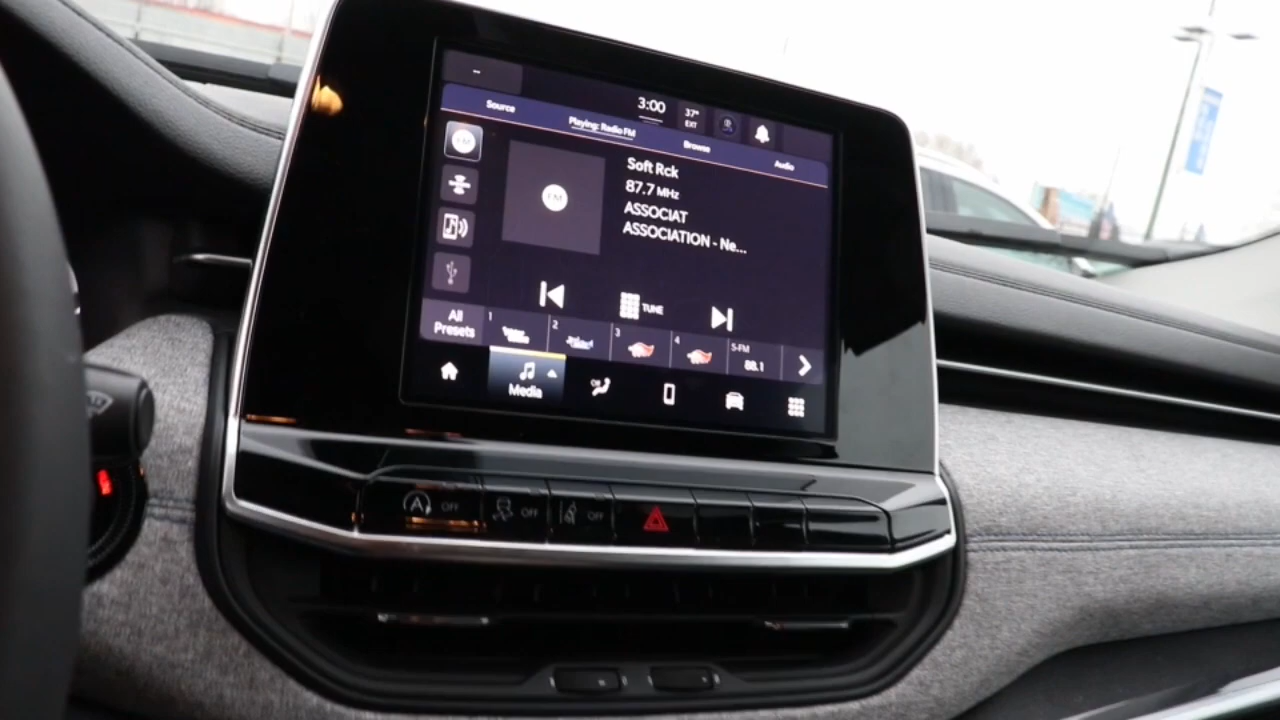 --
3:00
37°
EXT
Source
Playing: Radio FM
Browse
Audio
FM
FM
Soft Rck
87.7 MHz
ASSOCIAT
ASSOCIATION - Ne...
TUNE
All
Presets
1
2
3
4
5-FM
88.1
Media
A OFF
OFF
OFF